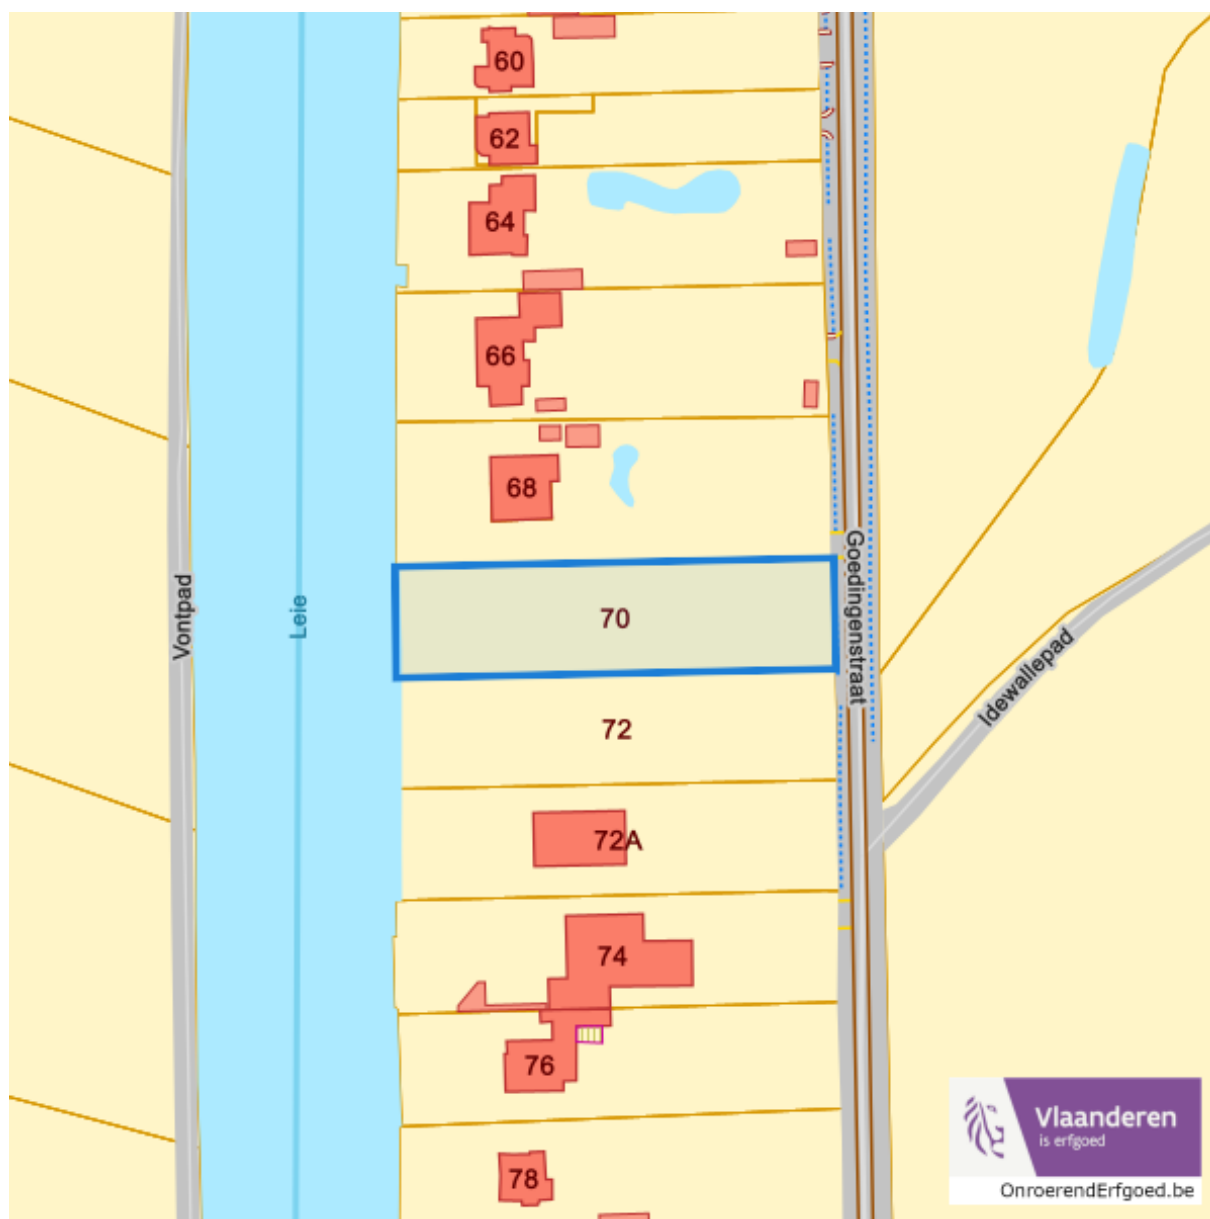 60
62
64
66
68
70
72
72A
74
76
78
Vontpad
Leie
Goedingenstraat
Idewallepad
Vlaanderen
is erfgoed
OnroerendErfgoed.be